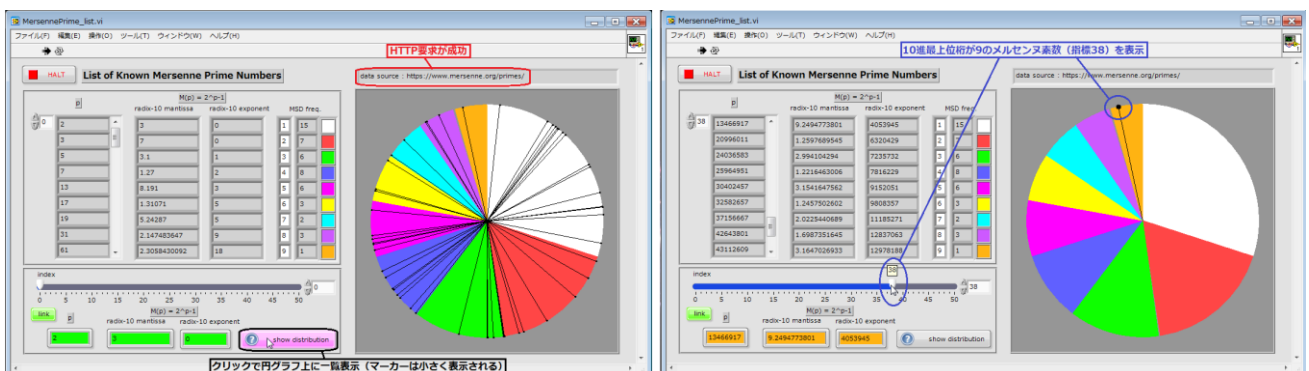 MersennePrime_list.vi
ファイル(F) 編集(E) 操作(O) ツール(T) ウィンドウ(W) ヘルプ(H)
HTTP要求が成功
HALT
List of Known Mersenne Prime Numbers
data source : https://www.mersenne.org/primes/
M(p) = 2^p-1
p radix-10 mantissa radix-10 exponent MSD freq.
0 2 3 0 1 15
3 7 0 2 7
5 3.1 1 3 6
7 1.27 2 4 8
13 8.191 3 5 6
17 1.31071 5 6 3
19 5.24287 5 7 2
31 2.147483647 9 8 3
61 2.3058430092 18 9 1
index
0 5 10 15 20 25 30 35 40 45 50 0
link
M(p) = 2^p-1
p radix-10 mantissa radix-10 exponent
2 3 0 show distribution
クリックで円グラフ上に一覧表示（マーカーは小さく表示される）
MersennePrime_list.vi
ファイル(F) 編集(E) 操作(O) ツール(T) ウィンドウ(W) ヘルプ(H)
10進最上位桁が9のメルセンヌ素数（指標38）を表示
HALT
List of Known Mersenne Prime Numbers
data source : https://www.mersenne.org/primes/
M(p) = 2^p-1
p radix-10 mantissa radix-10 exponent MSD freq.
38 13466917 9.2494773801 4053945 1 15
20996011 1.2597689545 6320429 2
24036583 2.994104294 7235732 3 6
25964951 1.2216463006 7816229 4 8
30402457 3.1541647562 9152051 5 6
32582657 1.2457502602 9808357 6 3
37156667 2.0225440689 11185271 7 2
42643801 1.6987351645 12837063 8 3
43112609 3.1647026933 12978188 9 1
index
38
0 5 10 15 20 25 30 35 40 45 50 38
link
M(p) = 2^p-1
p radix-10 mantissa radix-10 exponent
13466917 9.2494773801 4053945 show distribution